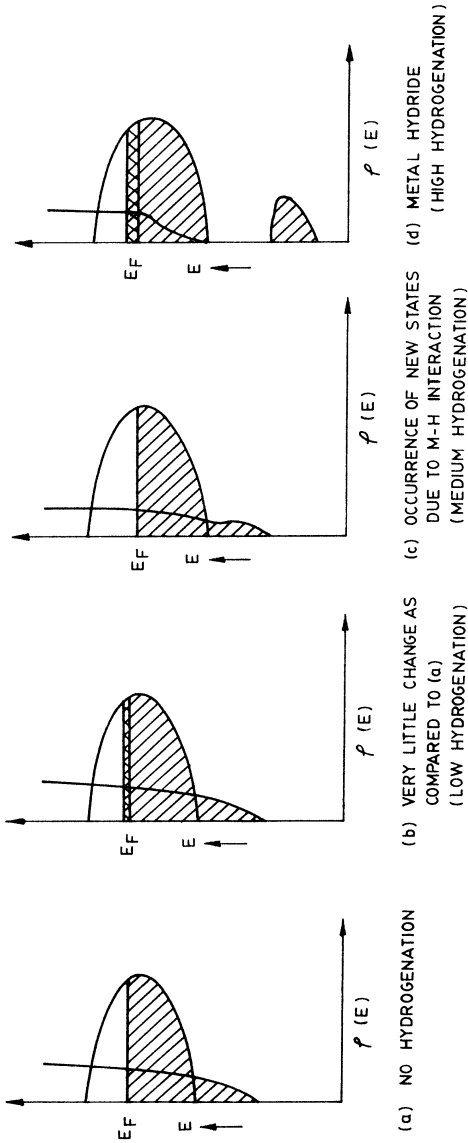 E_F
E
ρ (E)
(a) NO HYDROGENATION
E_F
E
ρ (E)
(b) VERY LITTLE CHANGE AS
COMPARED TO (a)
(LOW HYDROGENATION)
E_F
E
ρ (E)
(c) OCCURRENCE OF NEW STATES
DUE TO M-H INTERACTION
(MEDIUM HYDROGENATION)
E_F
E
ρ (E)
(d) METAL HYDRIDE
(HIGH HYDROGENATION)